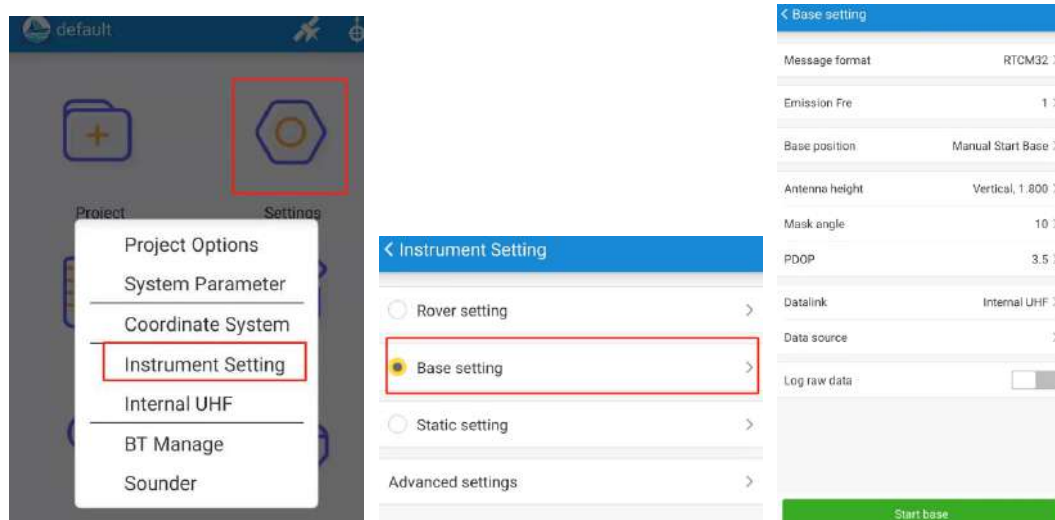 default
Project
Settings
Project Options
System Parameter
Coordinate System
Instrument Setting
Internal UHF
BT Manage
Sounder
< Instrument Setting
Rover setting >
Base setting >
Static setting >
Advanced settings >
< Base setting
Message format RTCM32
Emission Fre 1
Base position Manual Start Base
Antenna height Vertical, 1.800
Mask angle 10
PDOP 3.5
Datalink Internal UHF
Data source
Log raw data
Start base